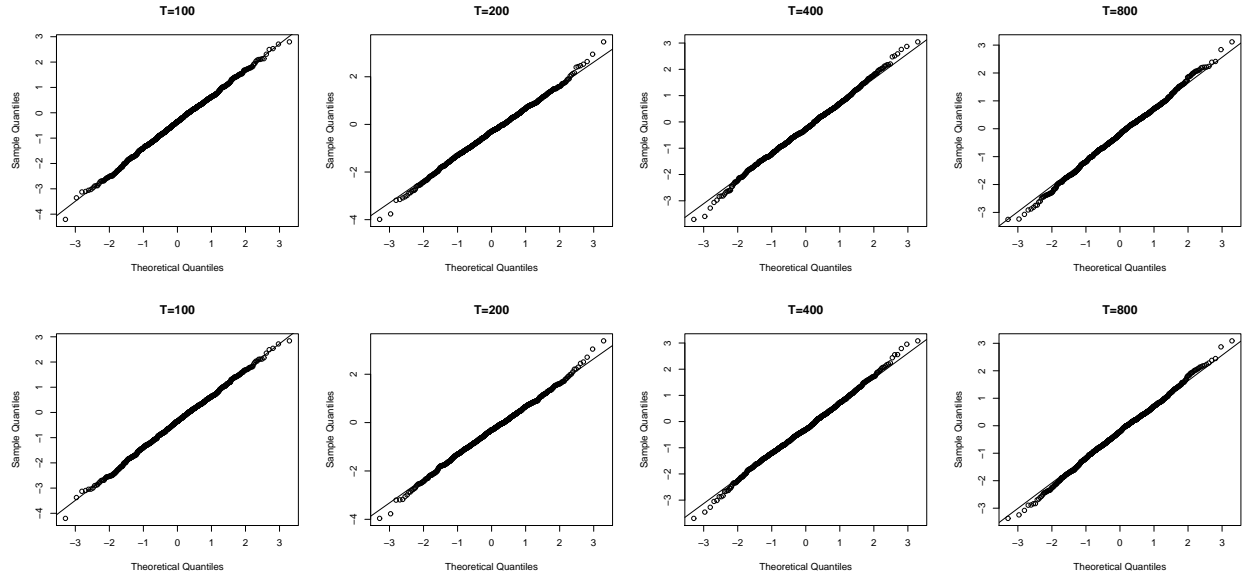 T=100 T=200 T=400 T=800
3 2 1 0 −1 −2 −3 −4
Sample Quantiles
−3 −2 −1 0 1 2 3
Theoretical Quantiles
2 0 −2 −4
Sample Quantiles
−3 −2 −1 0 1 2 3
Theoretical Quantiles
3 2 1 0 −1 −2 −3
Sample Quantiles
−3 −2 −1 0 1 2 3
Theoretical Quantiles
3 2 1 0 −1 −2 −3
Sample Quantiles
−3 −2 −1 0 1 2 3
Theoretical Quantiles
T=100 T=200 T=400 T=800
3 2 1 0 −1 −2 −3 −4
Sample Quantiles
−3 −2 −1 0 1 2 3
Theoretical Quantiles
2 0 −2 −4
Sample Quantiles
−3 −2 −1 0 1 2 3
Theoretical Quantiles
3 2 1 0 −1 −2 −3
Sample Quantiles
−3 −2 −1 0 1 2 3
Theoretical Quantiles
3 2 1 0 −1 −2 −3
Sample Quantiles
−3 −2 −1 0 1 2 3
Theoretical Quantiles